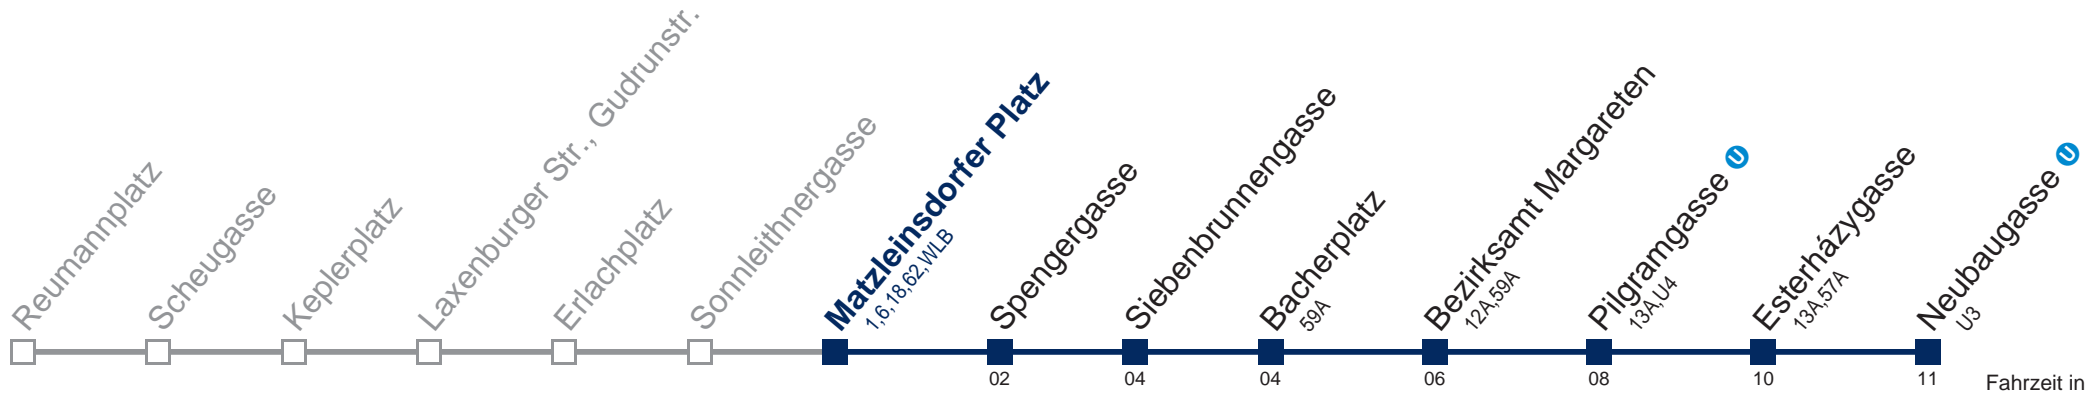 Reumannplatz
Scheugasse
Keplerplatz
Laxenburger Str., Gudrunstr.
Erlachplatz
Sonnleithnergasse
Matzleinsdorfer Platz
1,6,18,62,WLB
Spengergasse
Siebenbrunnengasse
Bacherplatz
59A
Bezirksamt Margareten
12A,59A
Pilgramgasse U
13A,U4
Esterházygasse
13A,57A
Neubaugasse U
U3
02 04 04 06 08 10 11 Fahrzeit in